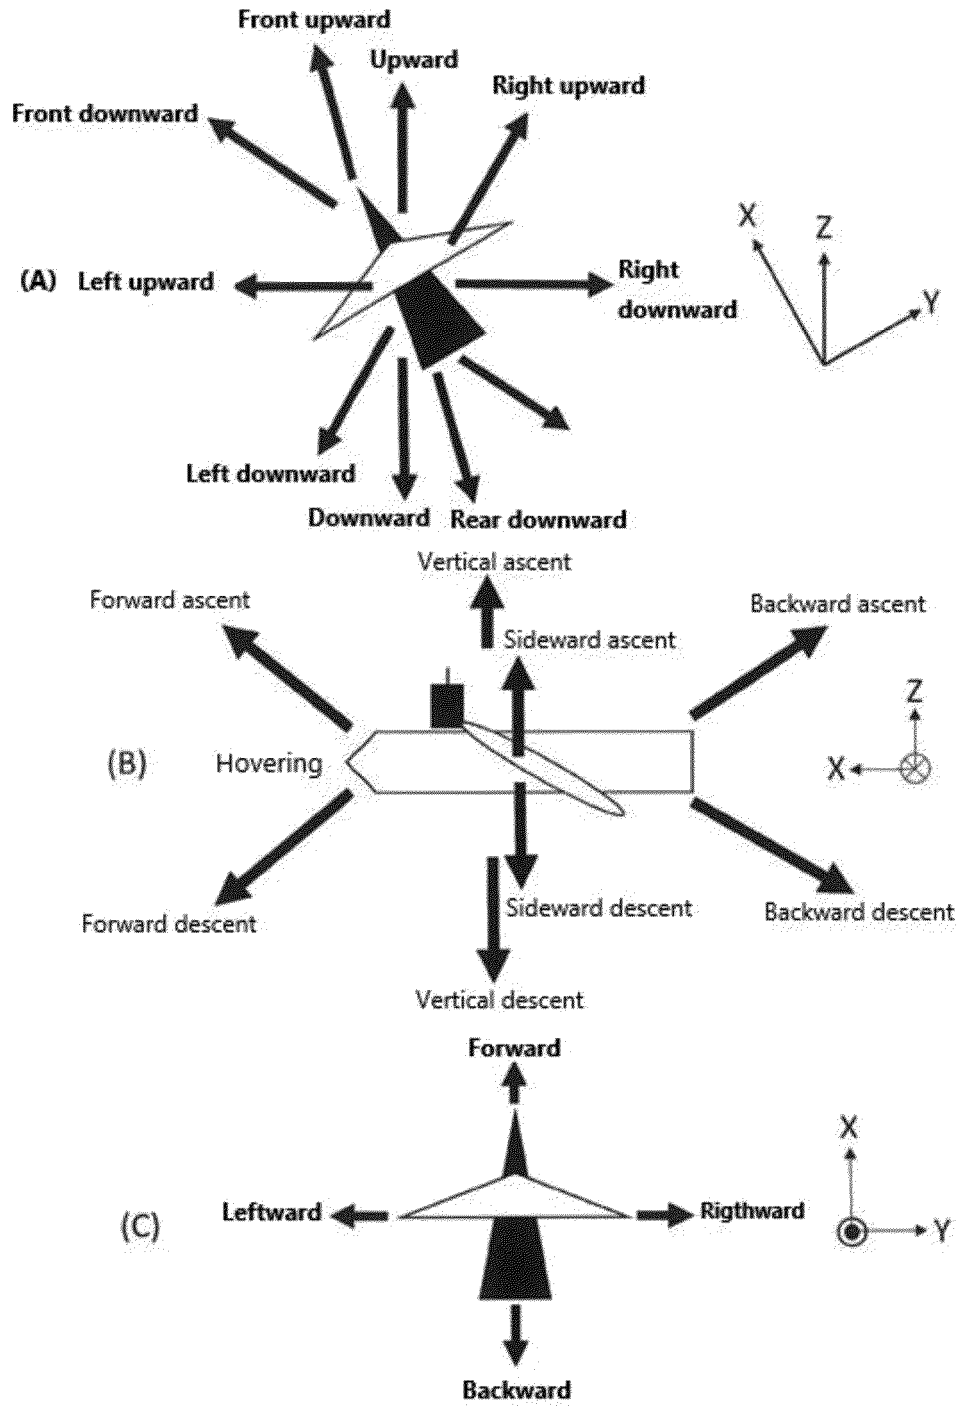 Front upward
Upward
Right upward
Front downward
X
Z
Y
(A)
Left upward
Right
downward
Left downward
Downward
Rear downward
Vertical ascent
Forward ascent
Backward ascent
Sideward ascent
Z
(B)
Hovering
X
Sideward descent
Forward descent
Backward descent
Vertical descent
Forward
X
(C)
Leftward
Rigthward
Y
Backward